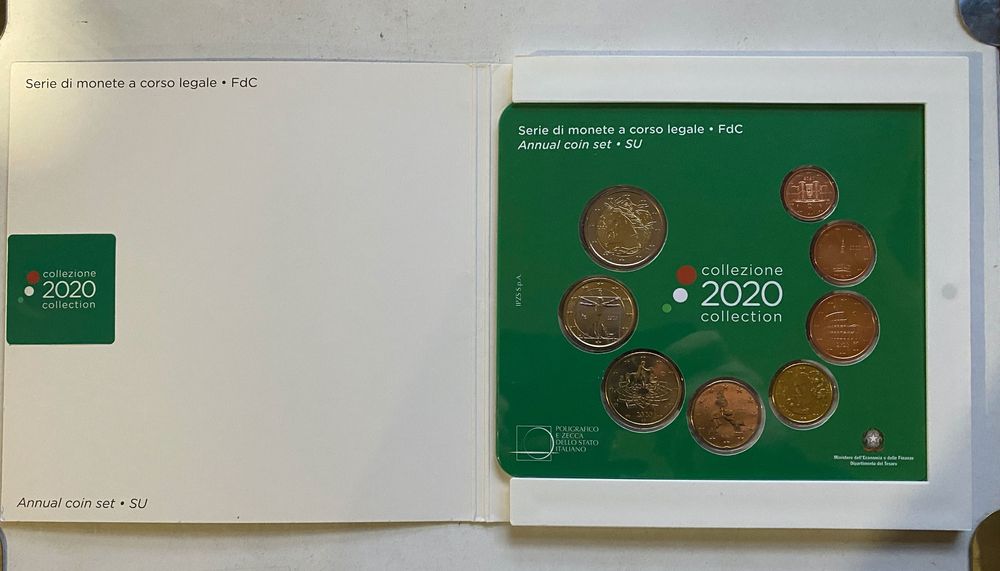 Serie di monete a corso legale • FdC
collezione
2020
collection
Annual coin set • SU
Serie di monete a corso legale • FdC
Annual coin set • SU
collezione
2020
collection
IPZS S.p.A
2020
POLIGRAFICO
E ZECCA
DELLO STATO
ITALIANO
Ministero dell'Economia e delle Finanze
Dipartimento del Tesoro